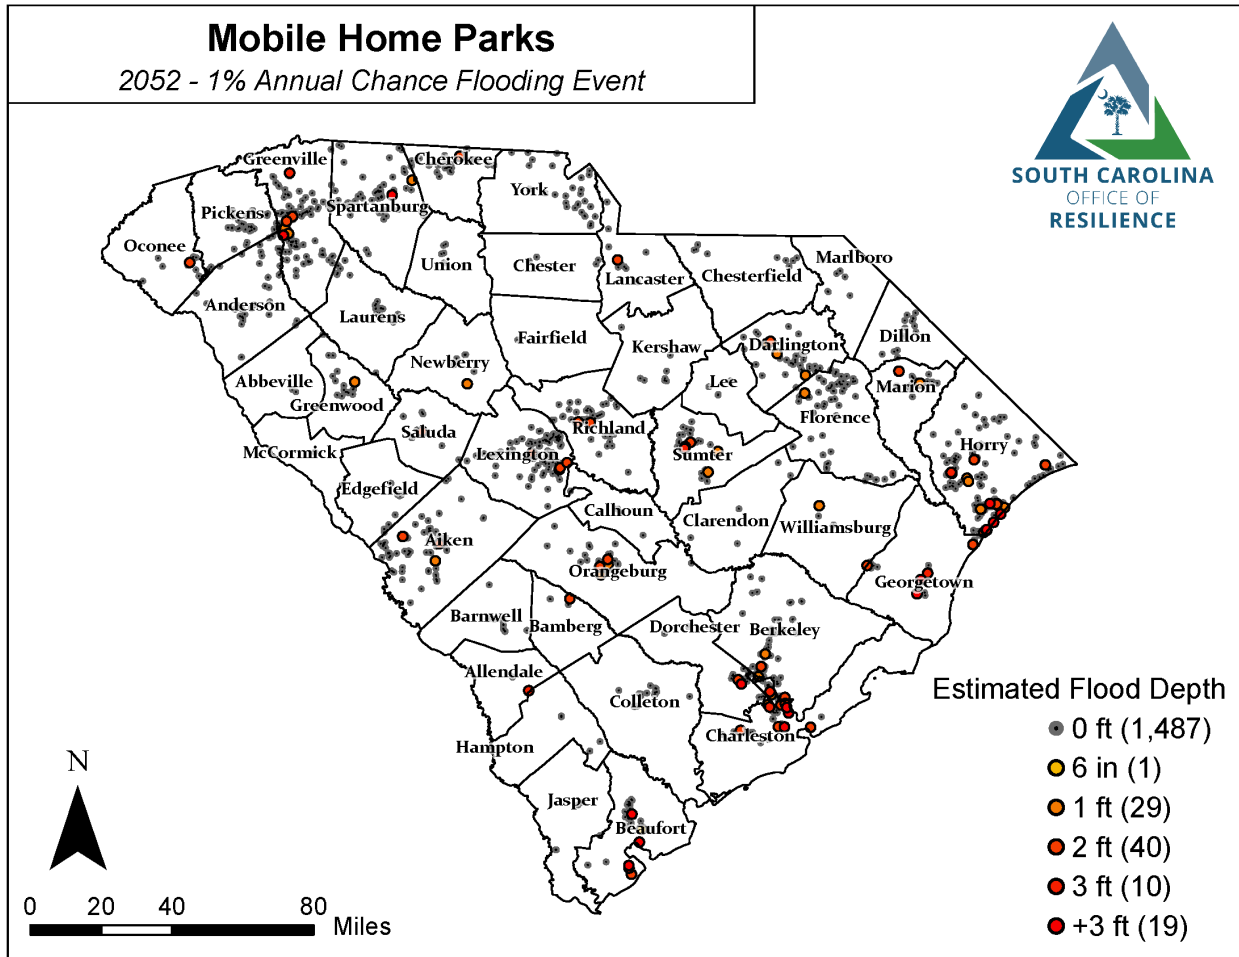 Mobile Home Parks
2052 - 1% Annual Chance Flooding Event
SOUTH CAROLINA
OFFICE OF
RESILIENCE
Greenville
Cherokee
York
Pickens
Spartanburg
Oconee
Union
Chester
Lancaster
Chesterfield
Marlboro
Anderson
Laurens
Fairfield
Kershaw
Darlington
Dillon
Newberry
Abbeville
Greenwood
Lee
Marion
Florence
Saluda
Richland
McCormick
Lexington
Sumter
Horry
Edgefield
Calhoun
Clarendon
Williamsburg
Aiken
Orangeburg
Georgetown
Barnwell
Bamberg
Dorchester
Berkeley
Allendale
Colleton
Charleston
Hampton
Jasper
Beaufort
Estimated Flood Depth
0 ft (1,487)
6 in (1)
1 ft (29)
2 ft (40)
3 ft (10)
+3 ft (19)
N
0 20 40 80
Miles